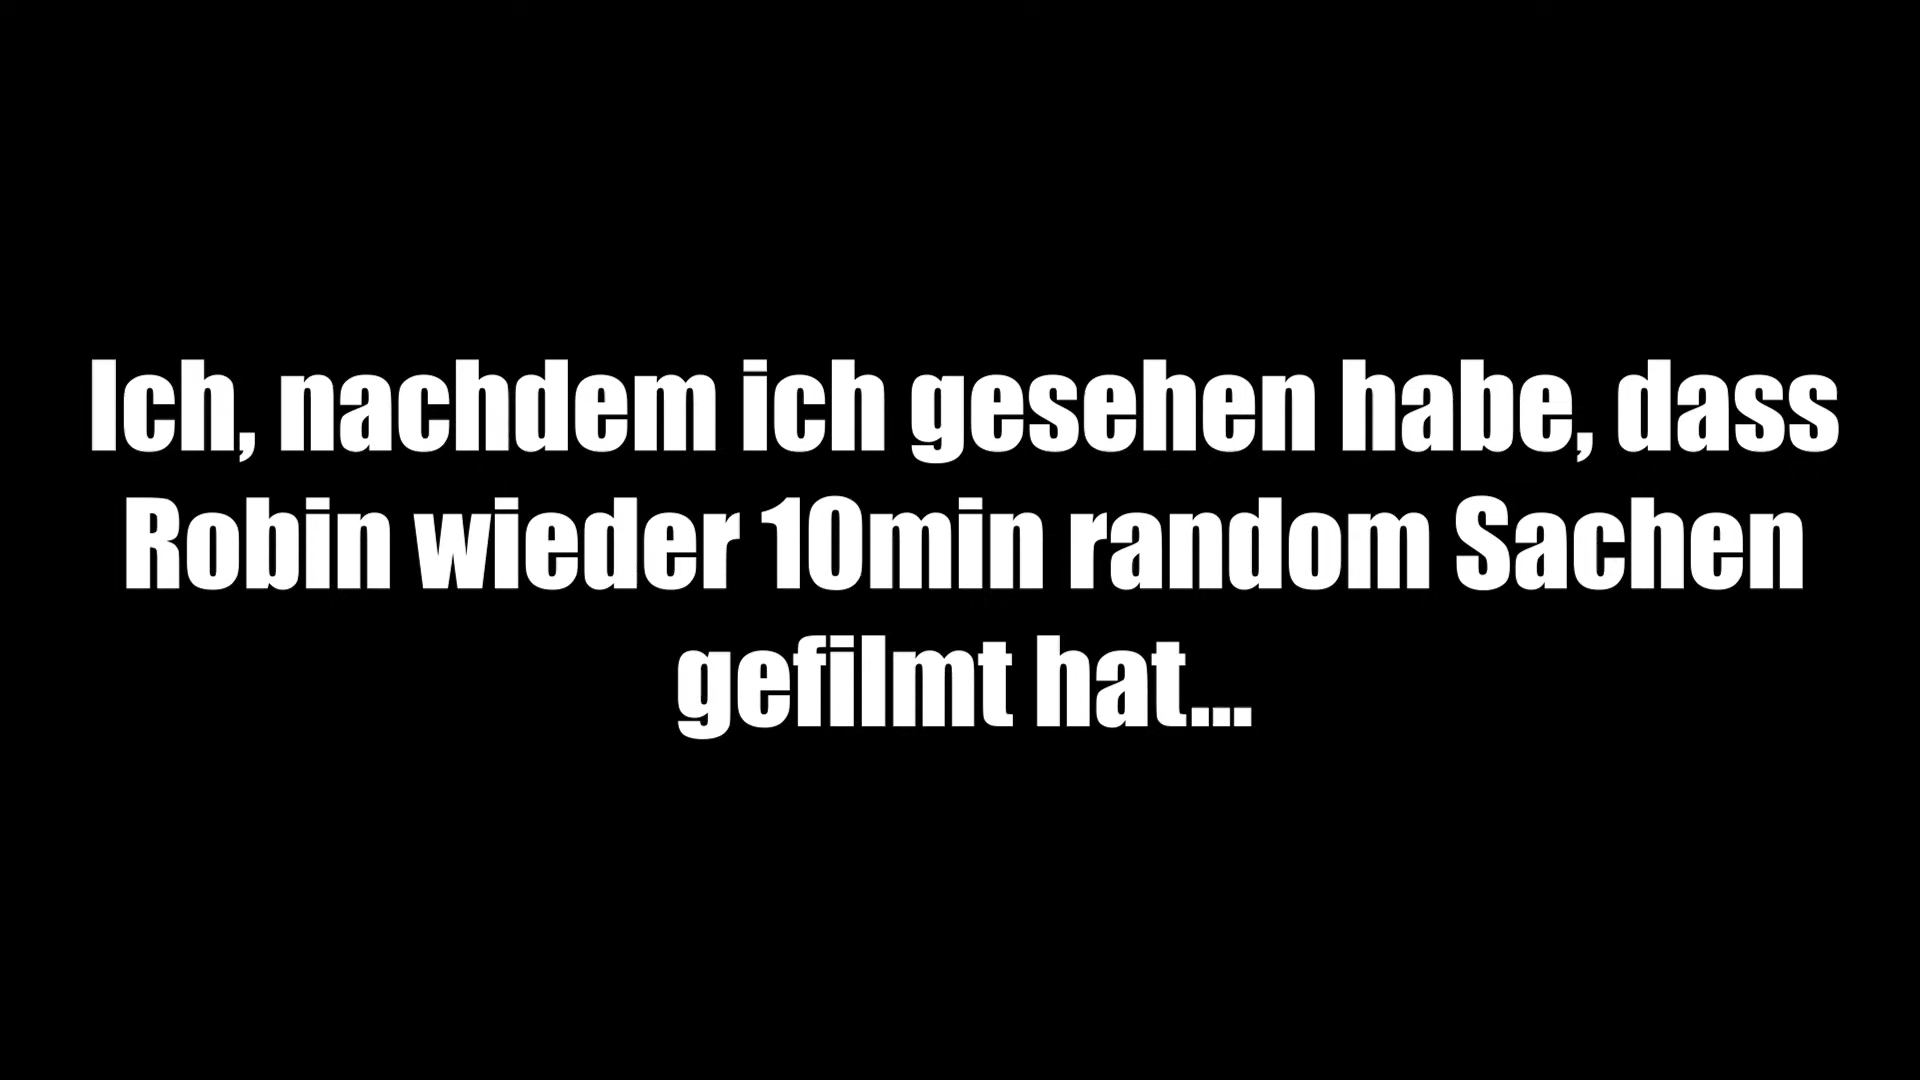 Ich, nachdem ich gesehen habe, dass
Robin wieder 10min random Sachen
gefilmt hat...